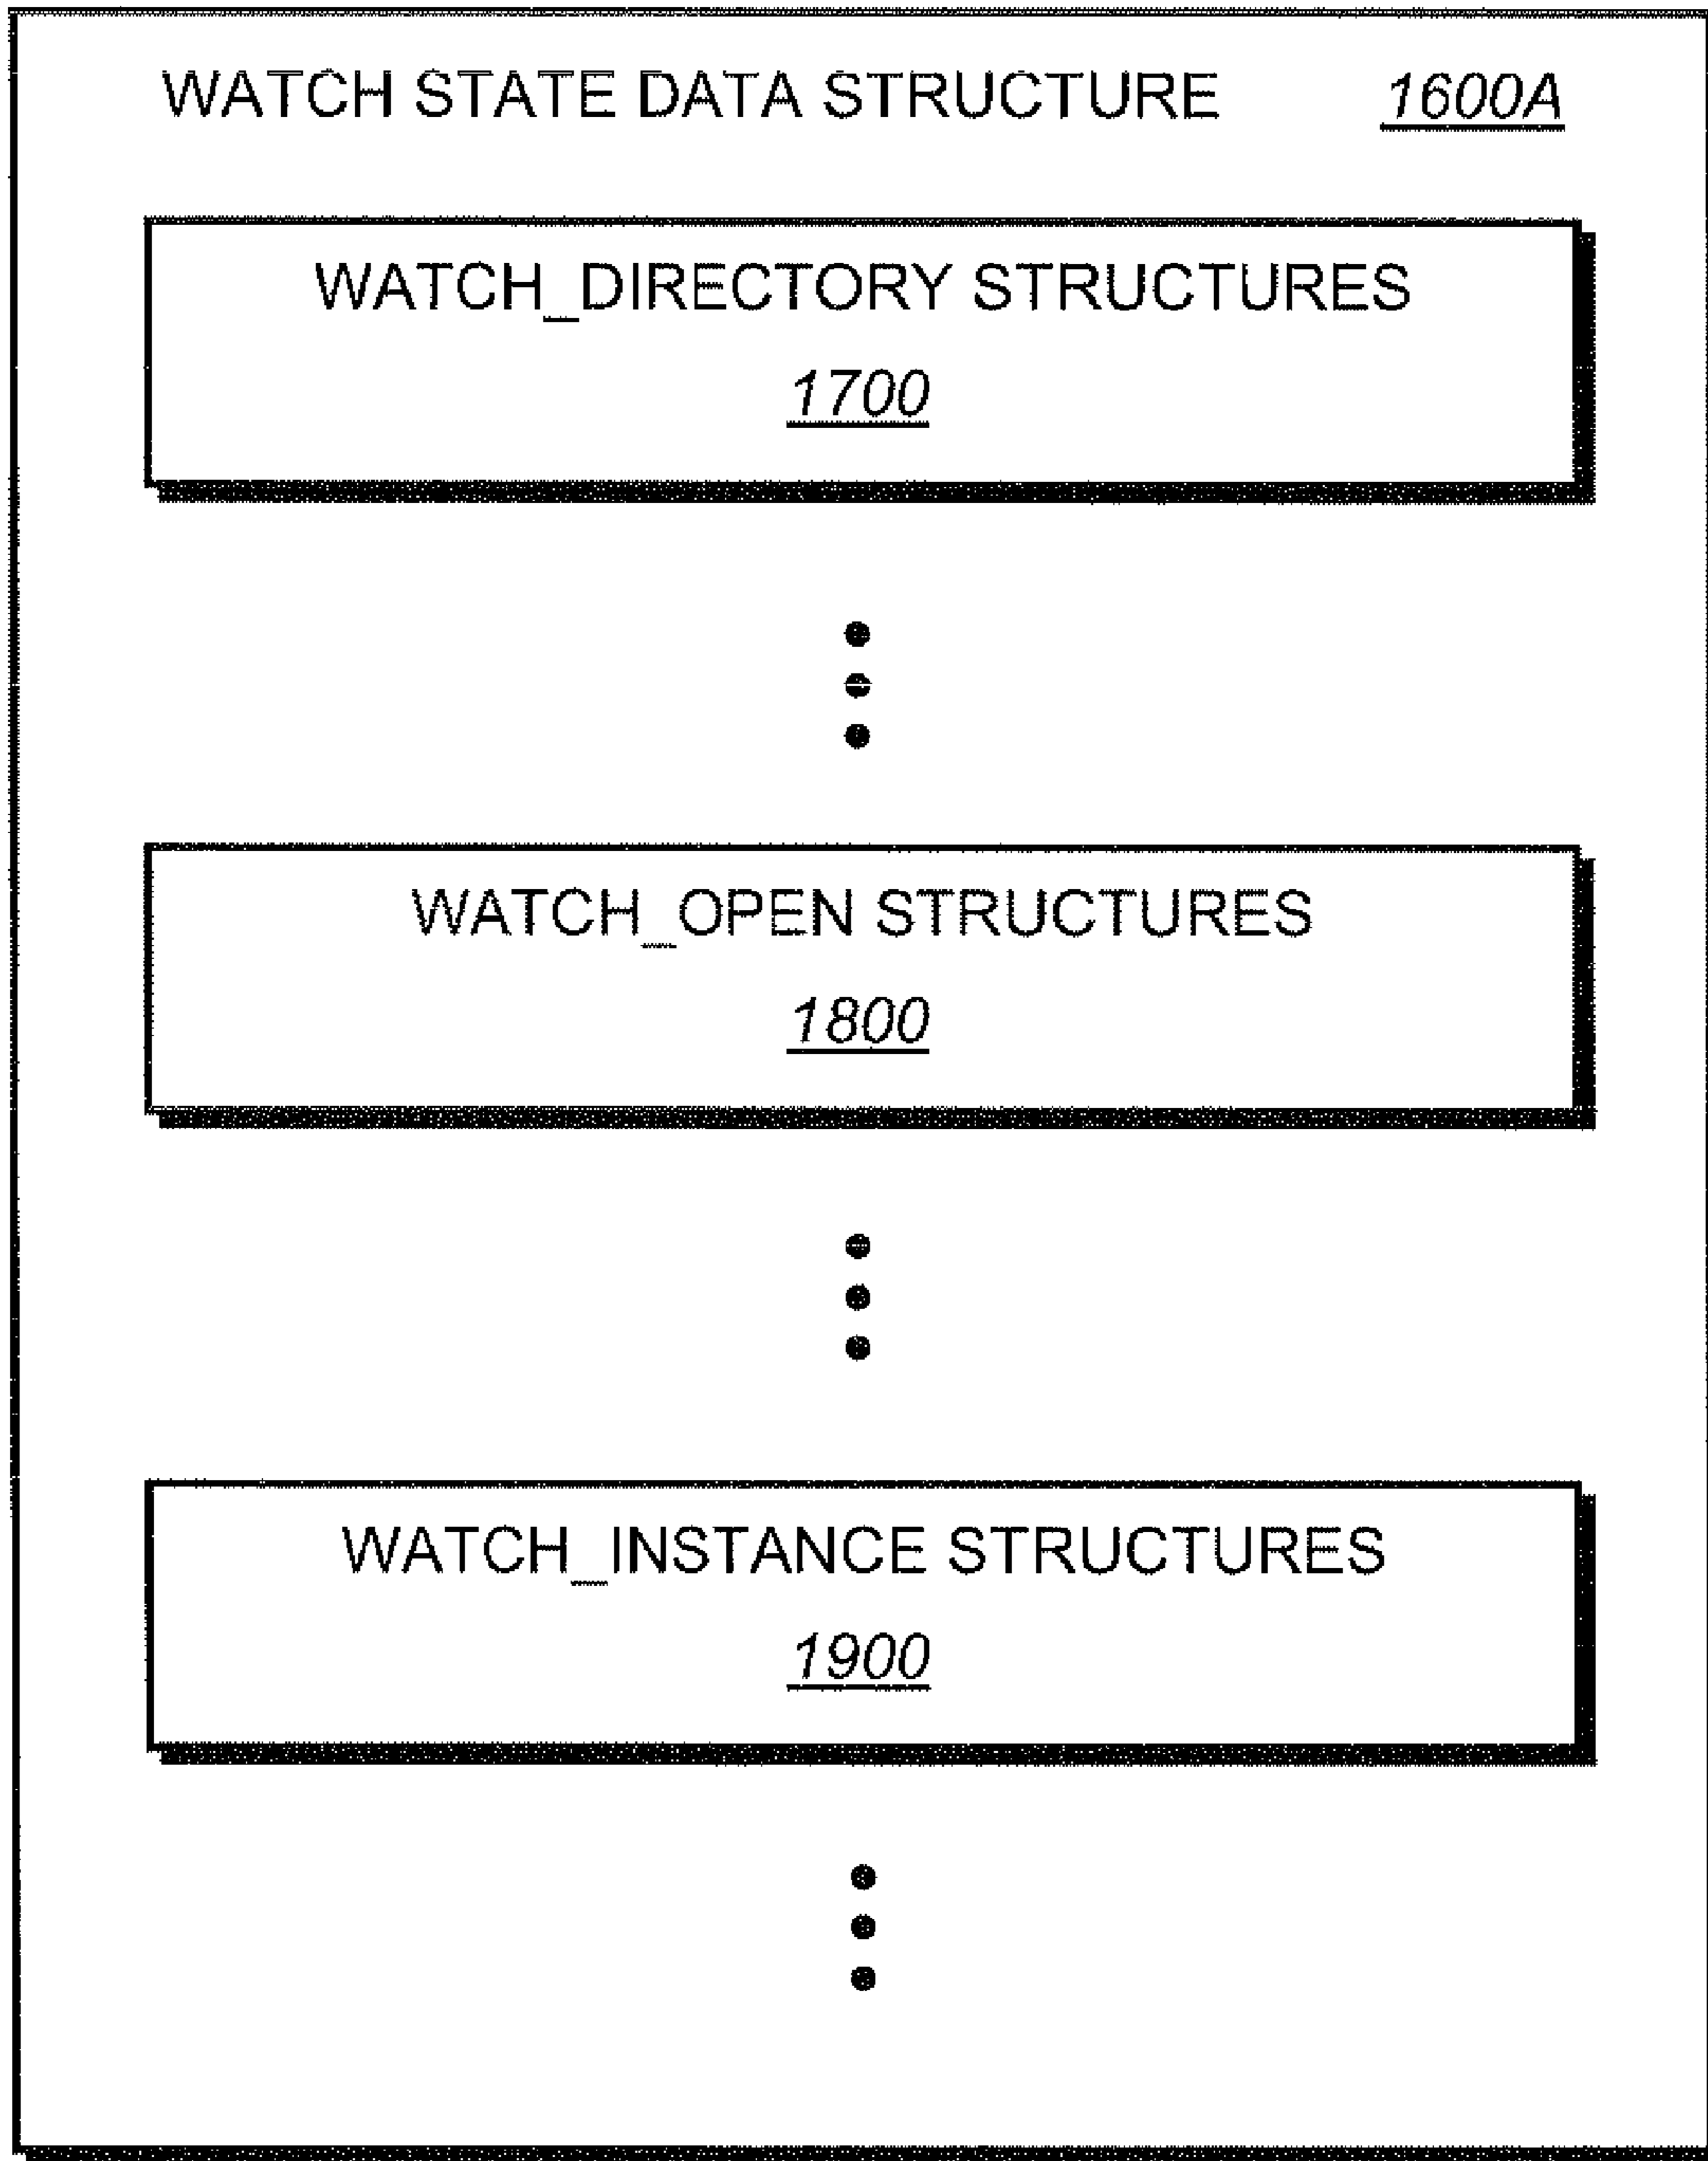 WATCH STATE DATA STRUCTURE 1600A
WATCH_DIRECTORY STRUCTURES
1700
WATCH_OPEN STRUCTURES
1800
WATCH_INSTANCE STRUCTURES
1900